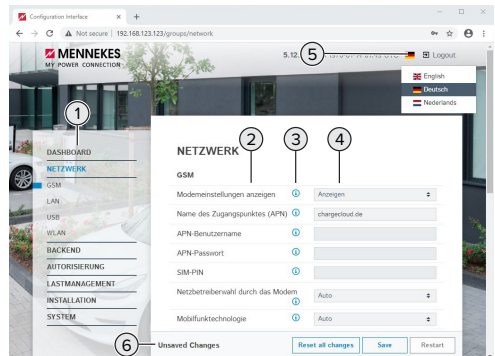 Configuration Interface
Not secure | 192.168.123.123/groups/network
MENNEKES
MY POWER CONNECTION
5.12.
5
Logout
English
Deutsch
Nederlands
1
2
3
4
DASHBOARD
NETZWERK
GSM
LAN
USB
WLAN
BACKEND
AUTORISIERUNG
LASTMANAGEMENT
INSTALLATION
SYSTEM
NETZWERK
GSM
Modemeinstellungen anzeigen Anzeigen
Name des Zugangspunktes (APN) chargecloud.de
APN-Benutzername
APN-Passwort
SIM-PIN
Netzbetreiberwahl durch das Modem Auto
Mobilfunktechnologie Auto
6
Unsaved Changes Reset all changes Save Restart